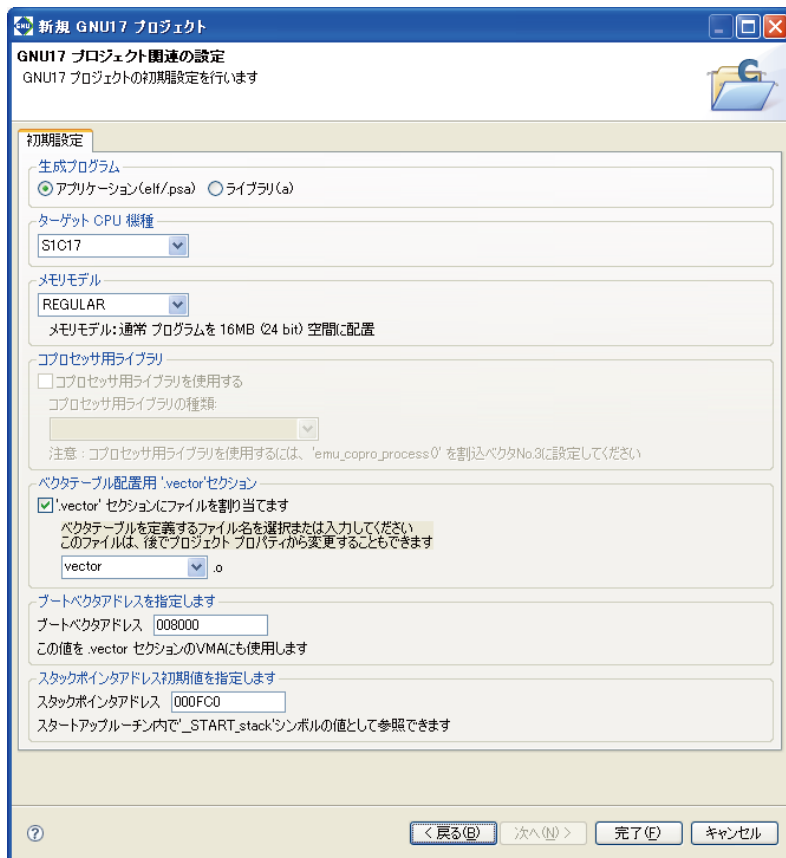 GNU 新規 GNU17 プロジェクト
GNU17 プロジェクト関連の設定
GNU17 プロジェクトの初期設定を行います
C
初期設定
生成プログラム
アプリケーション(elf/.psa) ライブラリ(a)
ターゲット CPU 機種
S1C17
メモリモデル
REGULAR
メモリモデル: 通常 プログラムを 16MB (24 bit) 空間に配置
コプロセッサ用ライブラリ
コプロセッサ用ライブラリを使用する
コプロセッサ用ライブラリの種類:
注意 : コプロセッサ用ライブラリを使用するには、'emu_copro_process0' を割込ベクタNo.3に設定してください
ベクタテーブル配置用 '.vector'セクション
'.vector' セクションにファイルを割り当てます
ベクタテーブルを定義するファイル名を選択または入力してください
このファイルは、後でプロジェクト プロパティから変更することもできます
vector .o
ブートベクタアドレスを指定します
ブートベクタアドレス 008000
この値を .vector セクションのVMAにも使用します
スタックポインタアドレス初期値を指定します
スタックポインタアドレス 000FC0
スタートアップルーチン内で'__START_stack'シンボルの値として参照できます
? < 戻る(B) 次へ(N) > 完了(F) キャンセル